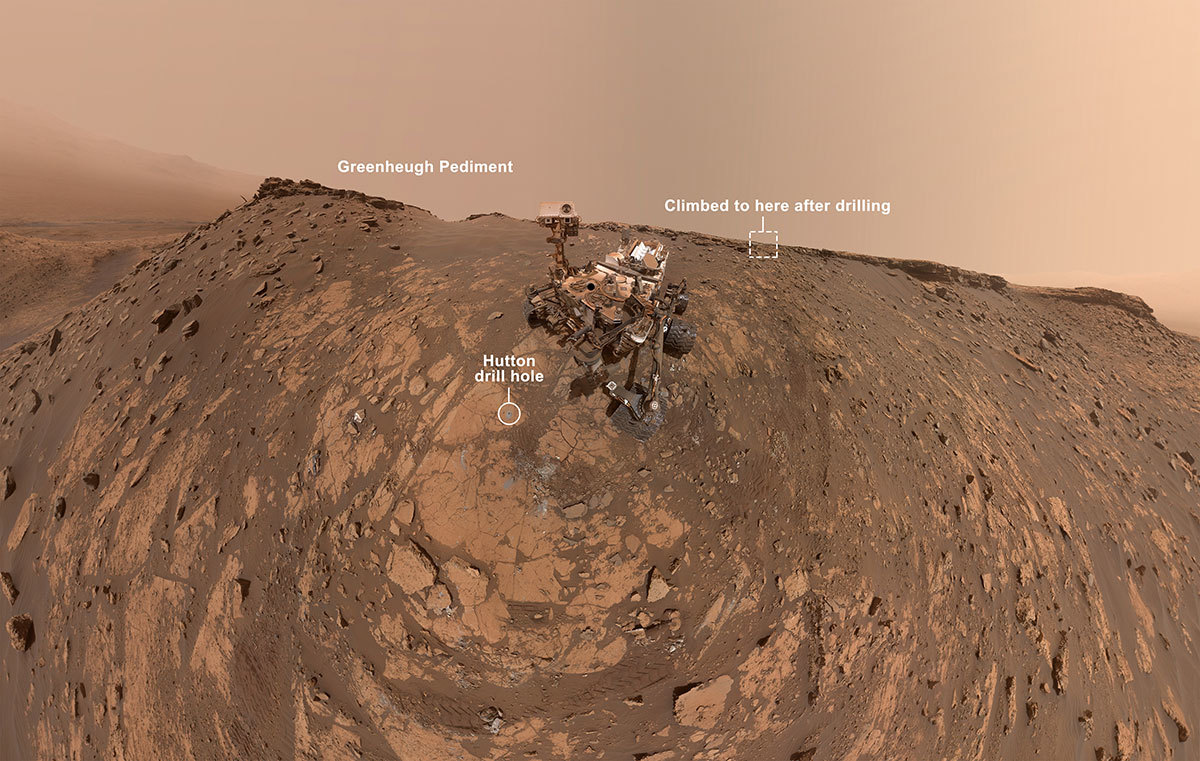 Greenheugh Pediment
Climbed to here after drilling
Hutton
drill hole